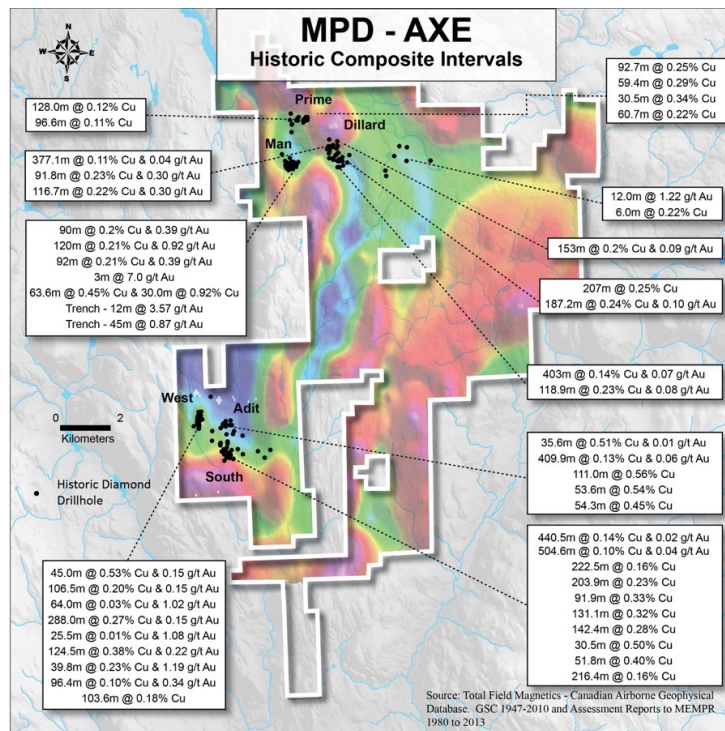 MPD - AXE
Historic Composite Intervals
N
W E
S
92.7m @ 0.25% Cu
59.4m @ 0.29% Cu
30.5m @ 0.34% Cu
60.7m @ 0.22% Cu
128.0m @ 0.12% Cu
96.6m @ 0.11% Cu
Prime
Dillard
Man
377.1m @ 0.11% Cu & 0.04 g/t Au
91.8m @ 0.23% Cu & 0.30 g/t Au
116.7m @ 0.22% Cu & 0.30 g/t Au
12.0m @ 1.22 g/t Au
6.0m @ 0.22% Cu
90m @ 0.2% Cu & 0.39 g/t Au
120m @ 0.21% Cu & 0.92 g/t Au
92m @ 0.21% Cu & 0.39 g/t Au
3m @ 7.0 g/t Au
63.6m @ 0.45% Cu & 30.0m @ 0.92% Cu
Trench - 12m @ 3.57 g/t Au
Trench - 45m @ 0.87 g/t Au
153m @ 0.2% Cu & 0.09 g/t Au
207m @ 0.25% Cu
187.2m @ 0.24% Cu & 0.10 g/t Au
403m @ 0.14% Cu & 0.07 g/t Au
118.9m @ 0.23% Cu & 0.08 g/t Au
West
Adit
South
0 2
Kilometers
Historic Diamond
Drillhole
35.6m @ 0.51% Cu & 0.01 g/t Au
409.9m @ 0.13% Cu & 0.06 g/t Au
111.0m @ 0.56% Cu
53.6m @ 0.54% Cu
54.3m @ 0.45% Cu
440.5m @ 0.14% Cu & 0.02 g/t Au
504.6m @ 0.10% Cu & 0.04 g/t Au
222.5m @ 0.16% Cu
203.9m @ 0.23% Cu
91.9m @ 0.33% Cu
131.1m @ 0.32% Cu
142.4m @ 0.28% Cu
30.5m @ 0.50% Cu
51.8m @ 0.40% Cu
216.4m @ 0.16% Cu
45.0m @ 0.53% Cu & 0.15 g/t Au
106.5m @ 0.20% Cu & 0.15 g/t Au
64.0m @ 0.03% Cu & 1.02 g/t Au
288.0m @ 0.27% Cu & 0.15 g/t Au
25.5m @ 0.01% Cu & 1.08 g/t Au
124.5m @ 0.38% Cu & 0.22 g/t Au
39.8m @ 0.23% Cu & 1.19 g/t Au
96.4m @ 0.10% Cu & 0.34 g/t Au
103.6m @ 0.18% Cu
Source: Total Field Magnetics - Canadian Airborne Geophysical
Database. GSC 1947-2010 and Assessment Reports to MEMPR
1980 to 2013